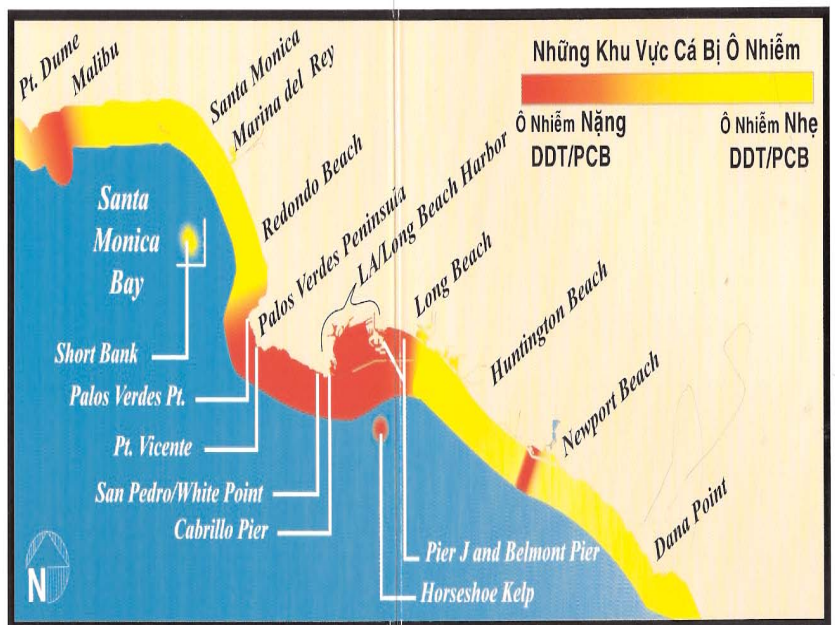 Những Khu Vực Cá Bị Ô Nhiễm
Ô Nhiễm Nặng
DDT/PCB
Ô Nhiễm Nhẹ
DDT/PCB
Pt. Dume
Malibu
Santa Monica
Marina del Rey
Redondo Beach
Palos Verdes Peninsula
LA/Long Beach Harbor
Long Beach
Huntington Beach
Newport Beach
Dana Point
Santa
Monica
Bay
Short Bank
Palos Verdes Pt.
Pt. Vicente
San Pedro/White Point
Cabrillo Pier
Pier J and Belmont Pier
Horseshoe Kelp
N